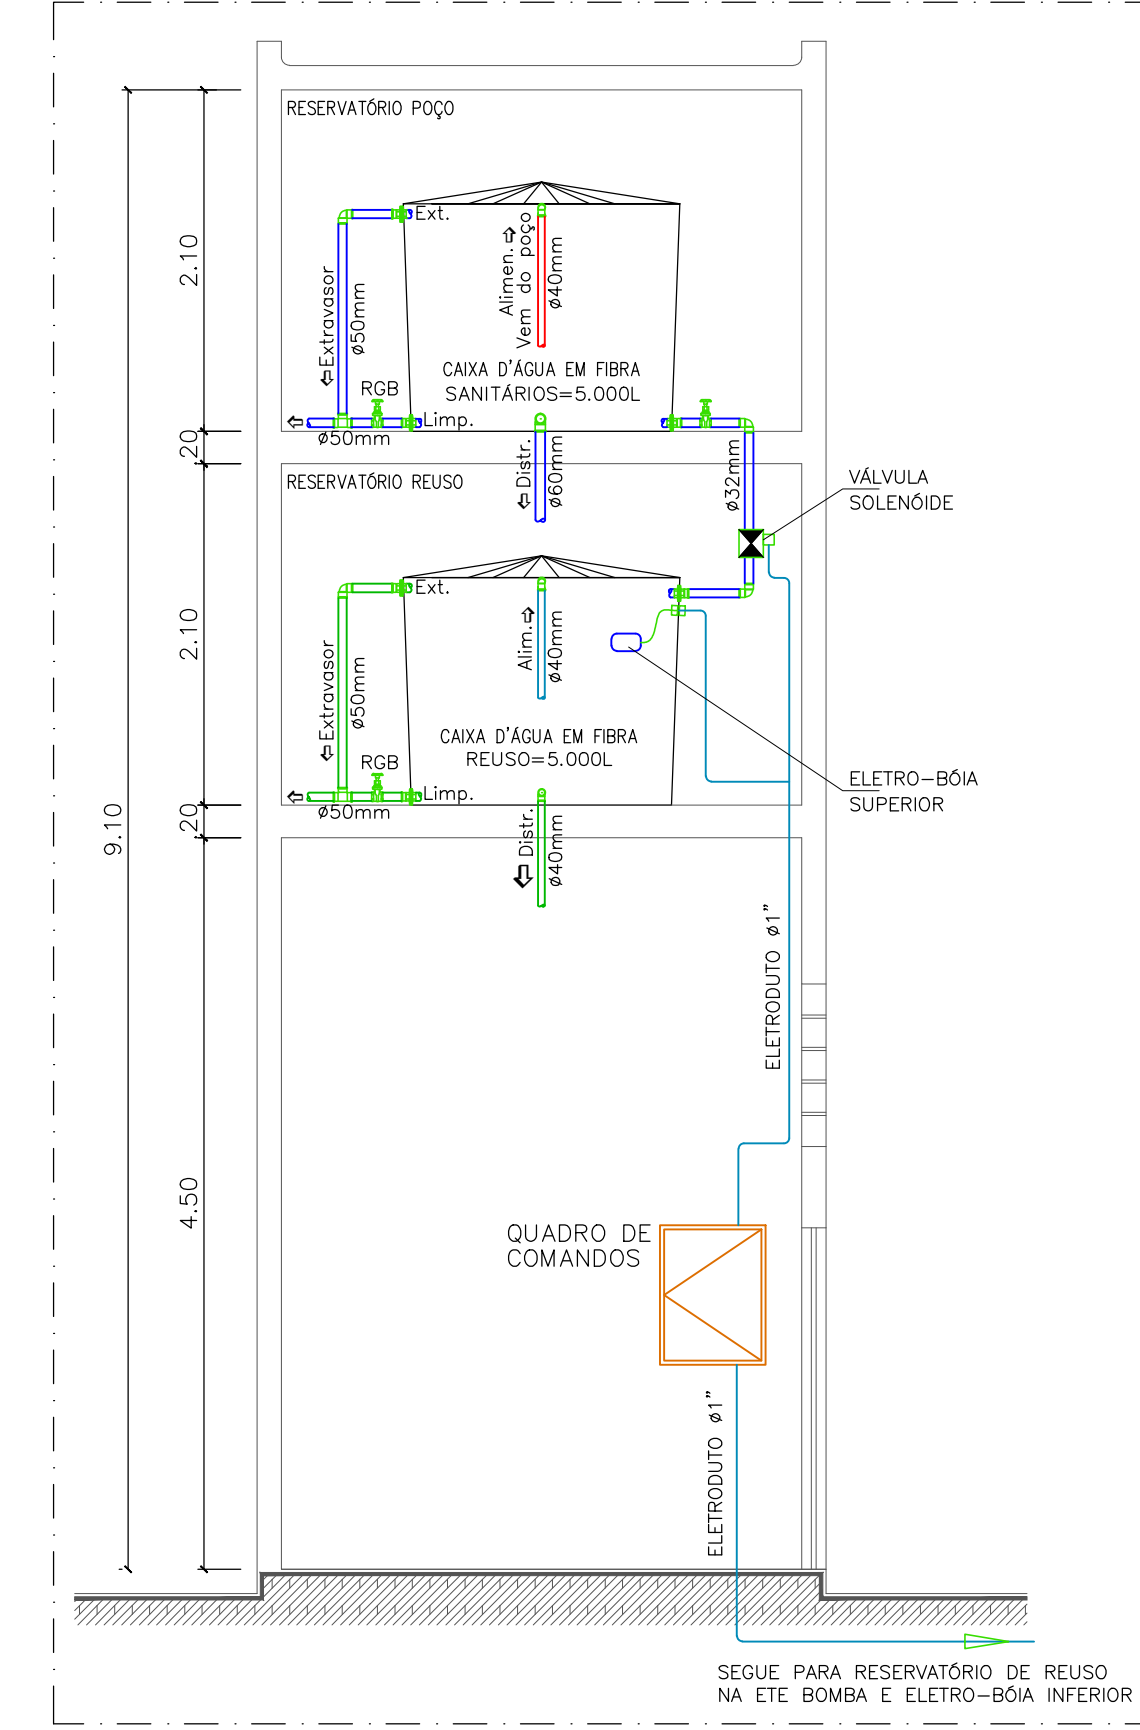 RESERVATÓRIO POÇO
Ext.
Alimen.
Vem do poço
ø40mm
Extravasor
ø50mm
2.10
CAIXA D'ÁGUA EM FIBRA
SANITÁRIOS=5.000L
RGB
Limp.
ø50mm
20
Distr.
ø60mm
ø32mm
RESERVATÓRIO REUSO
VÁLVULA
SOLENÓIDE
Ext.
Alim.
ø40mm
Extravasor
ø50mm
2.10
CAIXA D'ÁGUA EM FIBRA
REUSO=5.000L
RGB
Limp.
ø50mm
ELETRO-BÓIA
SUPERIOR
20
9.10
Distr.
ø40mm
ELETRODUTO ø1"
4.50
QUADRO DE
COMANDOS
ELETRODUTO ø1"
SEGUE PARA RESERVATÓRIO DE REUSO
NA ETE BOMBA E ELETRO-BÓIA INFERIOR